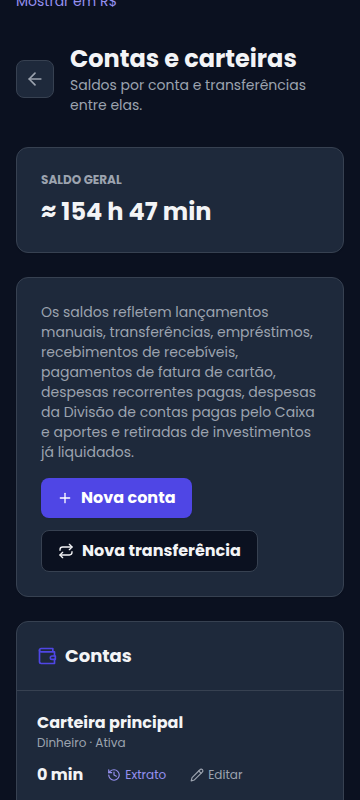 Mostrar em R$
Contas e carteiras
Saldos por conta e transferências
entre elas.
SALDO GERAL
≈ 154 h 47 min
Os saldos refletem lançamentos
manuais, transferências, empréstimos,
recebimentos de recebíveis,
pagamentos de fatura de cartão,
despesas recorrentes pagas, despesas
da Divisão de contas pagas pelo Caixa
e aportes e retiradas de investimentos
já liquidados.
Nova conta
Nova transferência
Contas
Carteira principal
Dinheiro · Ativa
0 min Extrato Editar